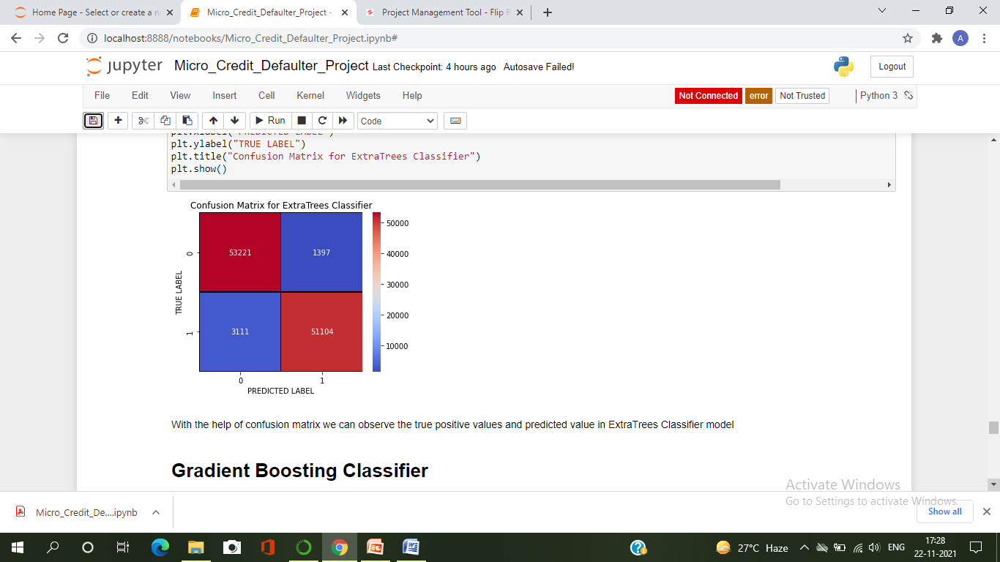 Home Page - Select or create a n
Micro_Credit_Defaulter_Project -
Project Management Tool - Flip
localhost:8888/notebooks/Micro_Credit_Defaulter_Project.ipynb#
A
jupyter Micro_Credit_Defaulter_Project Last Checkpoint: 4 hours ago Autosave Failed!
Logout
File Edit View Insert Cell Kernel Widgets Help
Not Connected error Not Trusted Python 3
Run Code
plt.xlabel("PREDICTED LABEL")
plt.ylabel("TRUE LABEL")
plt.title("Confusion Matrix for ExtraTrees Classifier")
plt.show()
Confusion Matrix for ExtraTrees Classifier
50000
0 53221 1397
40000
30000
TRUE LABEL
20000
1 3111 51104
10000
0 1
PREDICTED LABEL
With the help of confusion matrix we can observe the true positive values and predicted value in ExtraTrees Classifier model
Gradient Boosting Classifier
Activate Windows
Go to Settings to activate Windows.
Micro_Credit_De....ipynb
Show all
27°C Haze
ENG
17:28
22-11-2021